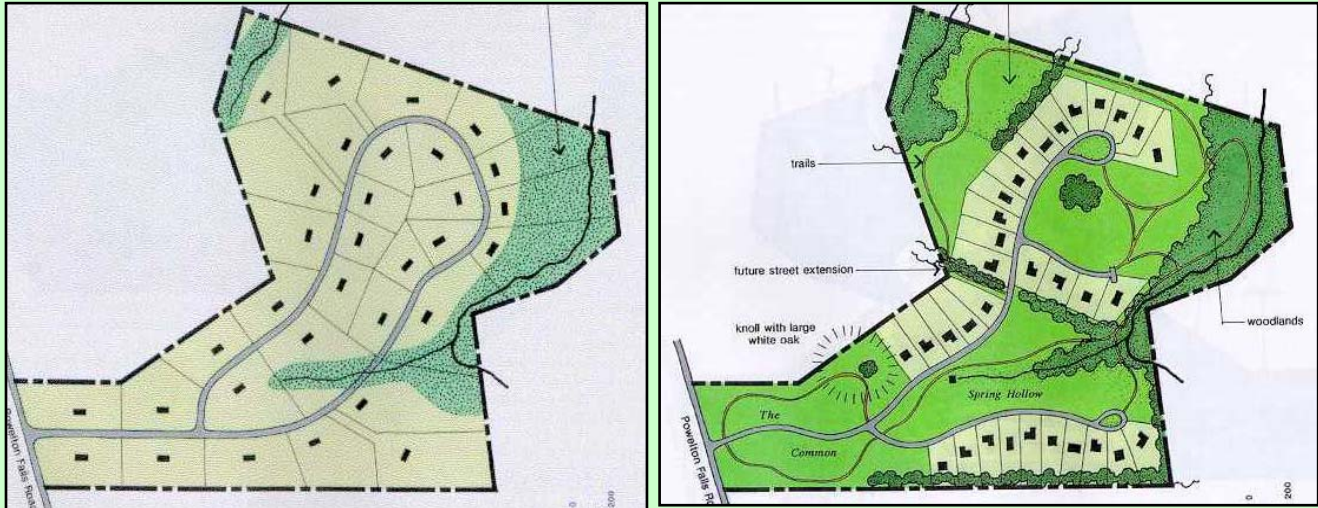 Powelton Falls Road
0
200
trails
future street extension
knoll with large
white oak
woodlands
Spring Hollow
The
Common
Powelton Falls Ro
0
200